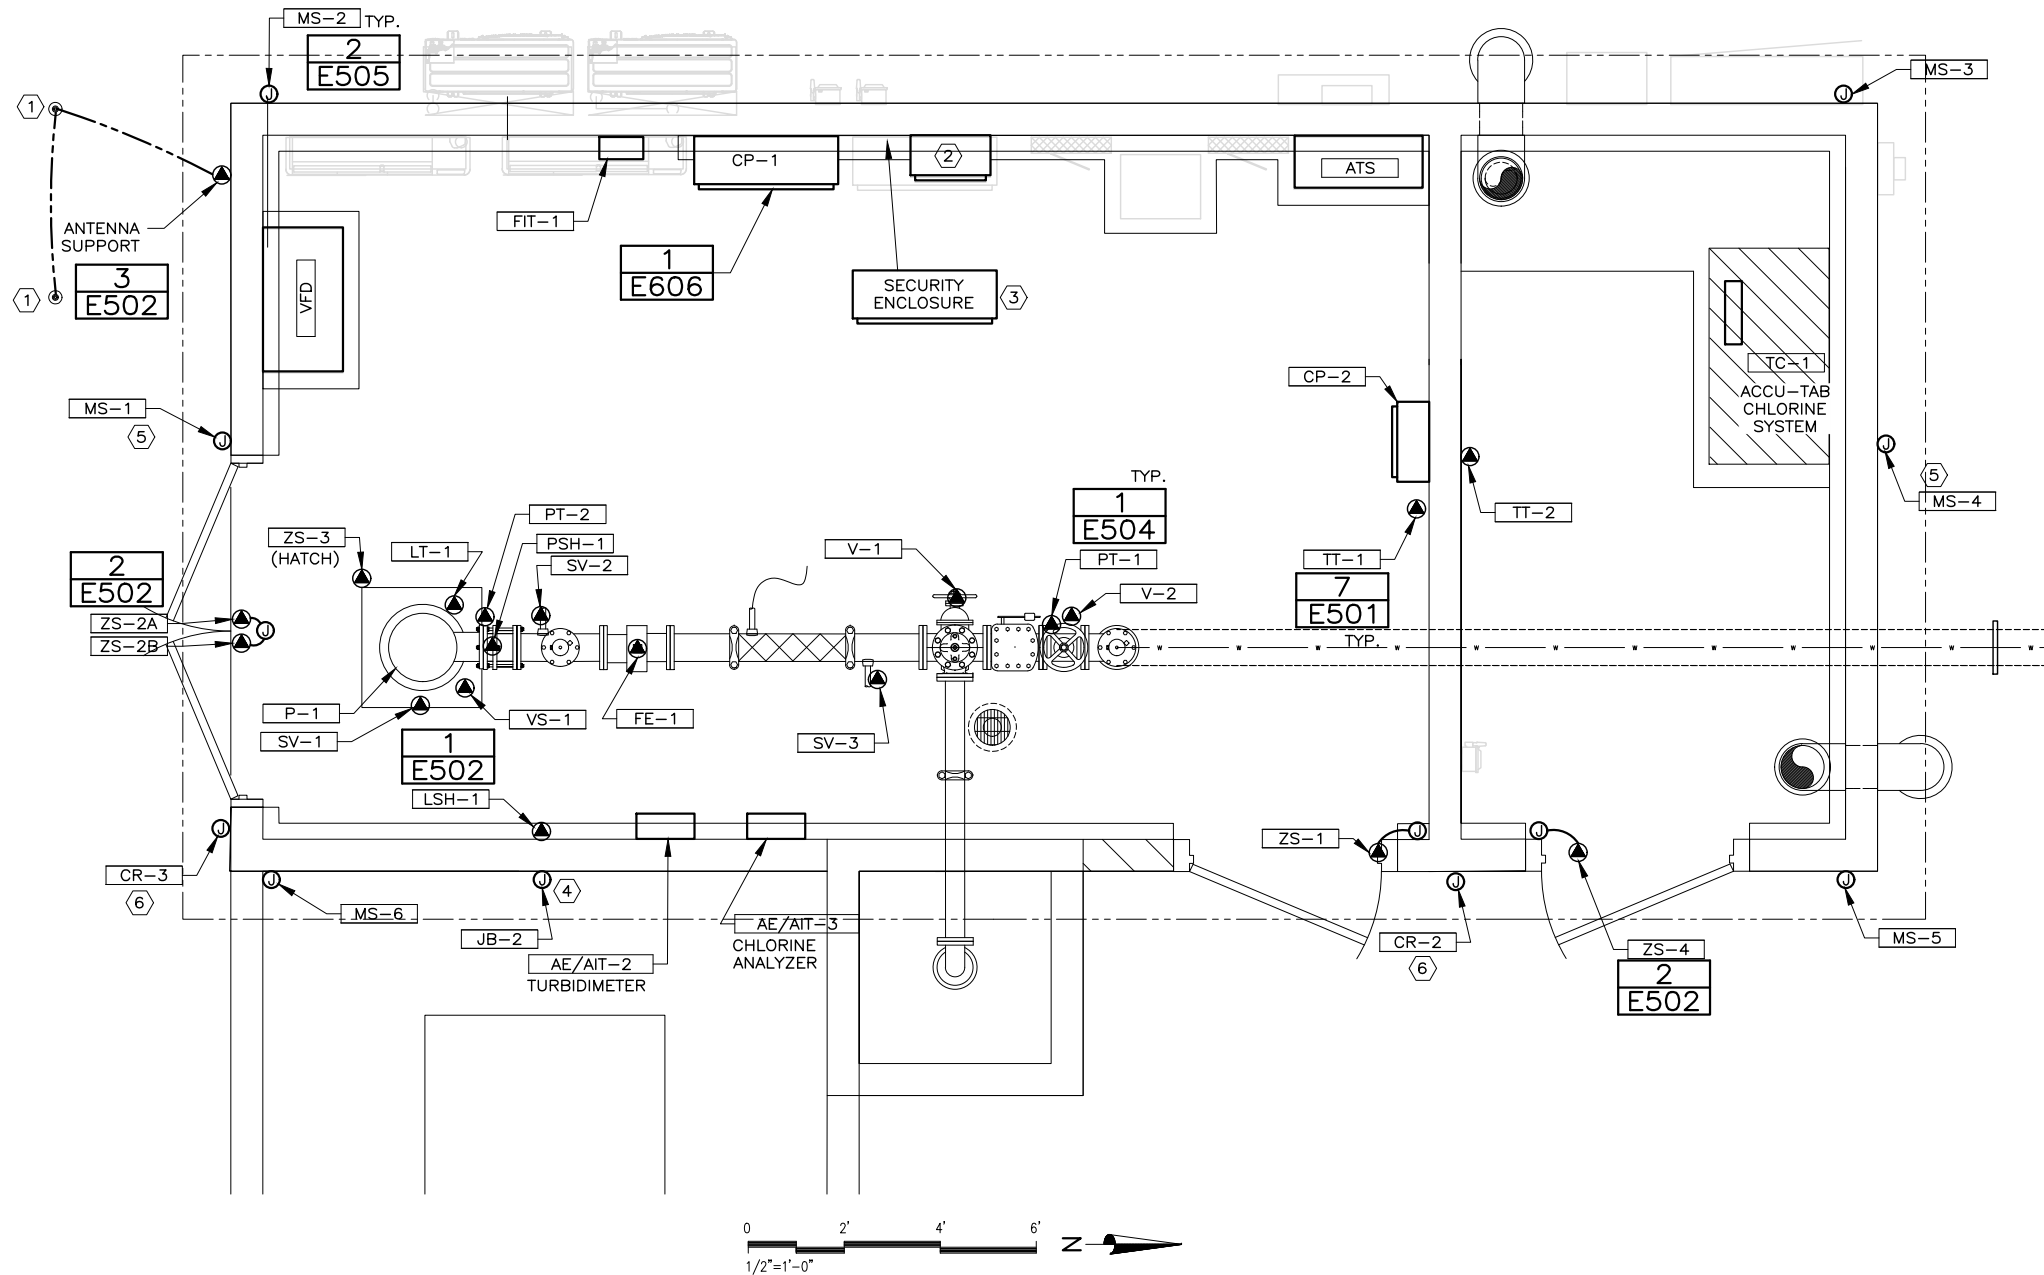 MS-2 TYP.
2
E505
MS-3
1
J
J
CP-1
2
ATS
FIT-1
ANTENNA
SUPPORT
3
E502
1
VFD
1
E606
SECURITY
ENCLOSURE
3
TC-1
ACCU-TAB
CHLORINE
SYSTEM
CP-2
MS-1
5
J
J
5
MS-4
TYP.
1
E504
PT-1
TT-2
TT-1
7
E501
TYP.
ZS-3
(HATCH)
LT-1
PT-2
PSH-1
SV-2
V-1
V-2
2
E502
ZS-2A
ZS-2B
J
W W W W W W W W W W W
P-1
SV-1
VS-1
FE-1
SV-3
1
E502
LSH-1
ZS-1
J
J
J
CR-3
6
J
MS-6
J
4
JB-2
AE/AIT-2
TURBIDIMETER
AE/AIT-3
CHLORINE
ANALYZER
J
CR-2
6
ZS-4
2
E502
J
MS-5
0 2' 4' 6'
1/2"=1'-0"
N